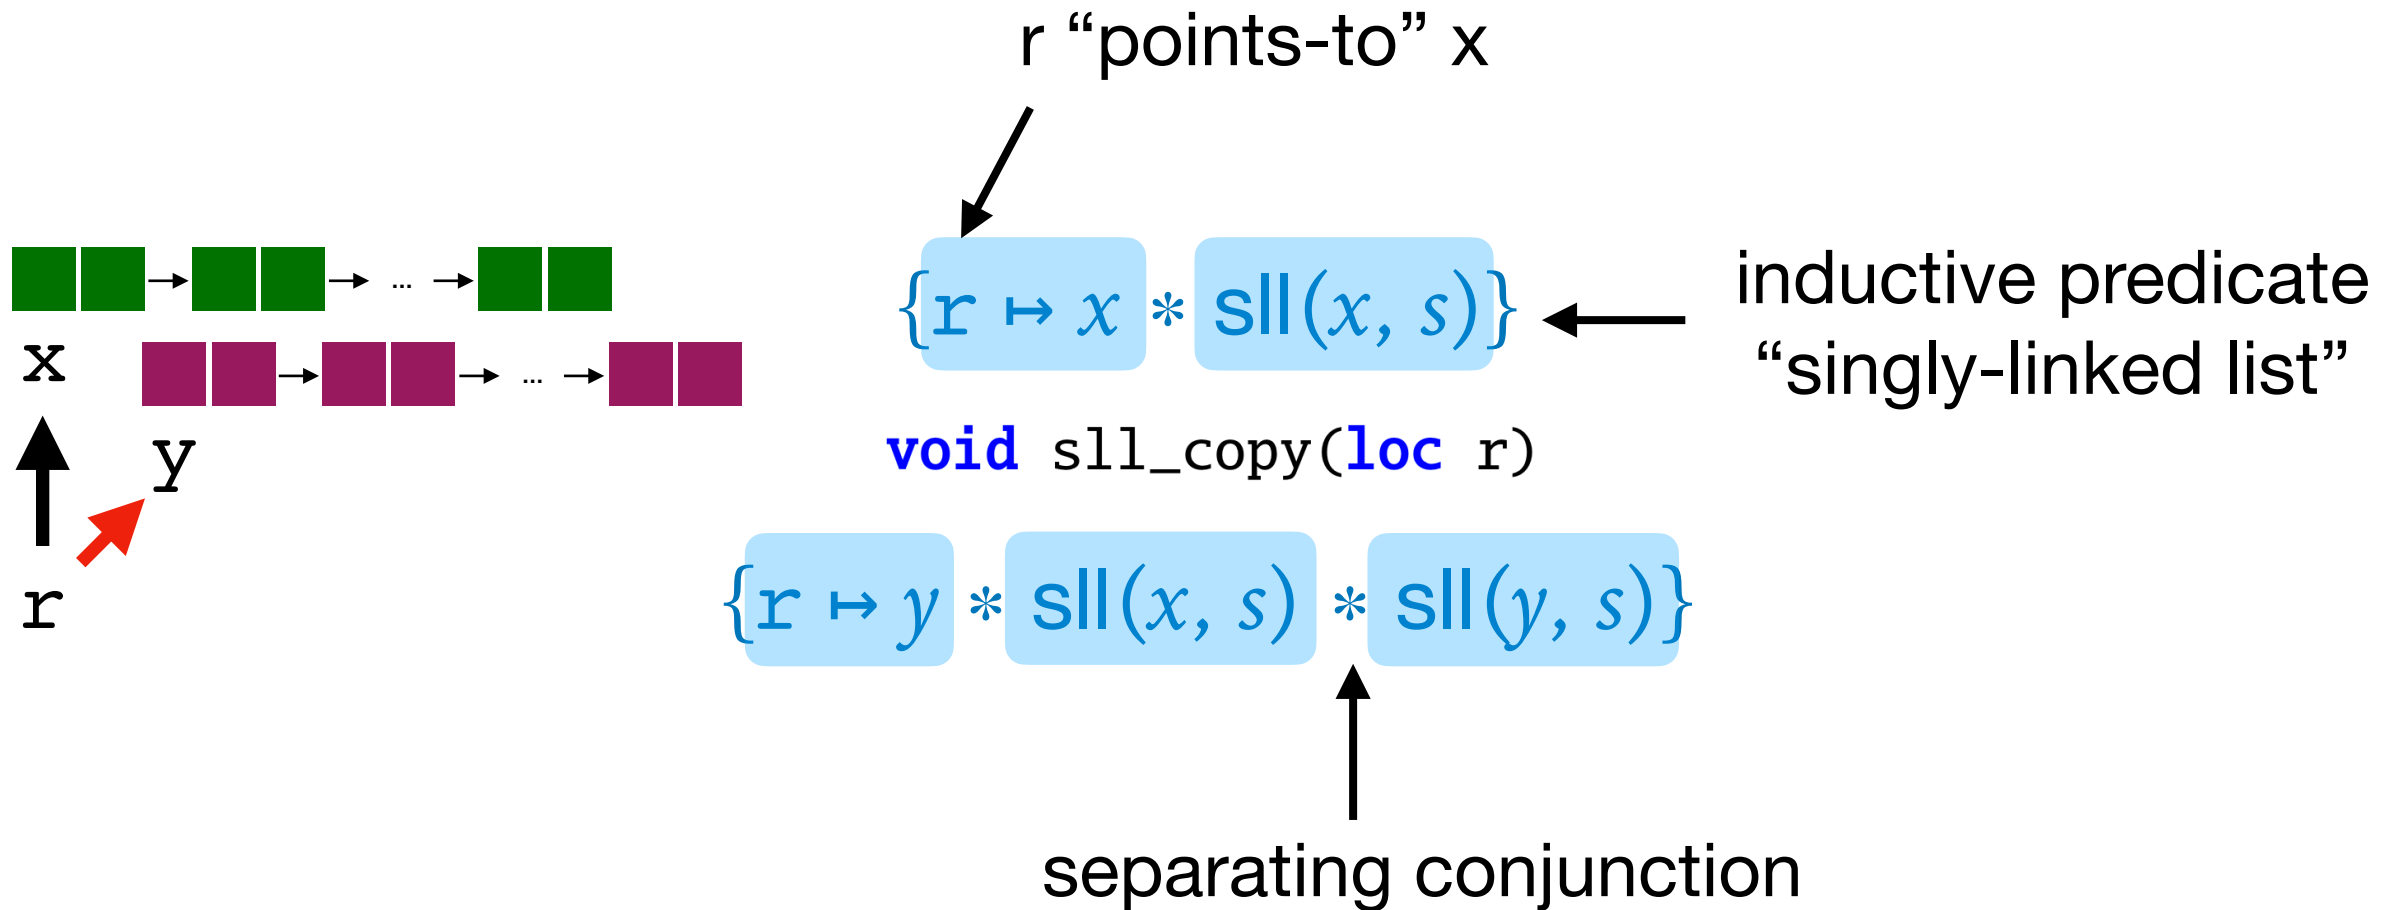 r “points-to” x
...
x
...
y
r
{r ↦ x * sll(x, s)}
inductive predicate
“singly-linked list”
void sll_copy(loc r)
{r ↦ y * sll(x, s) * sll(y, s)}
separating conjunction